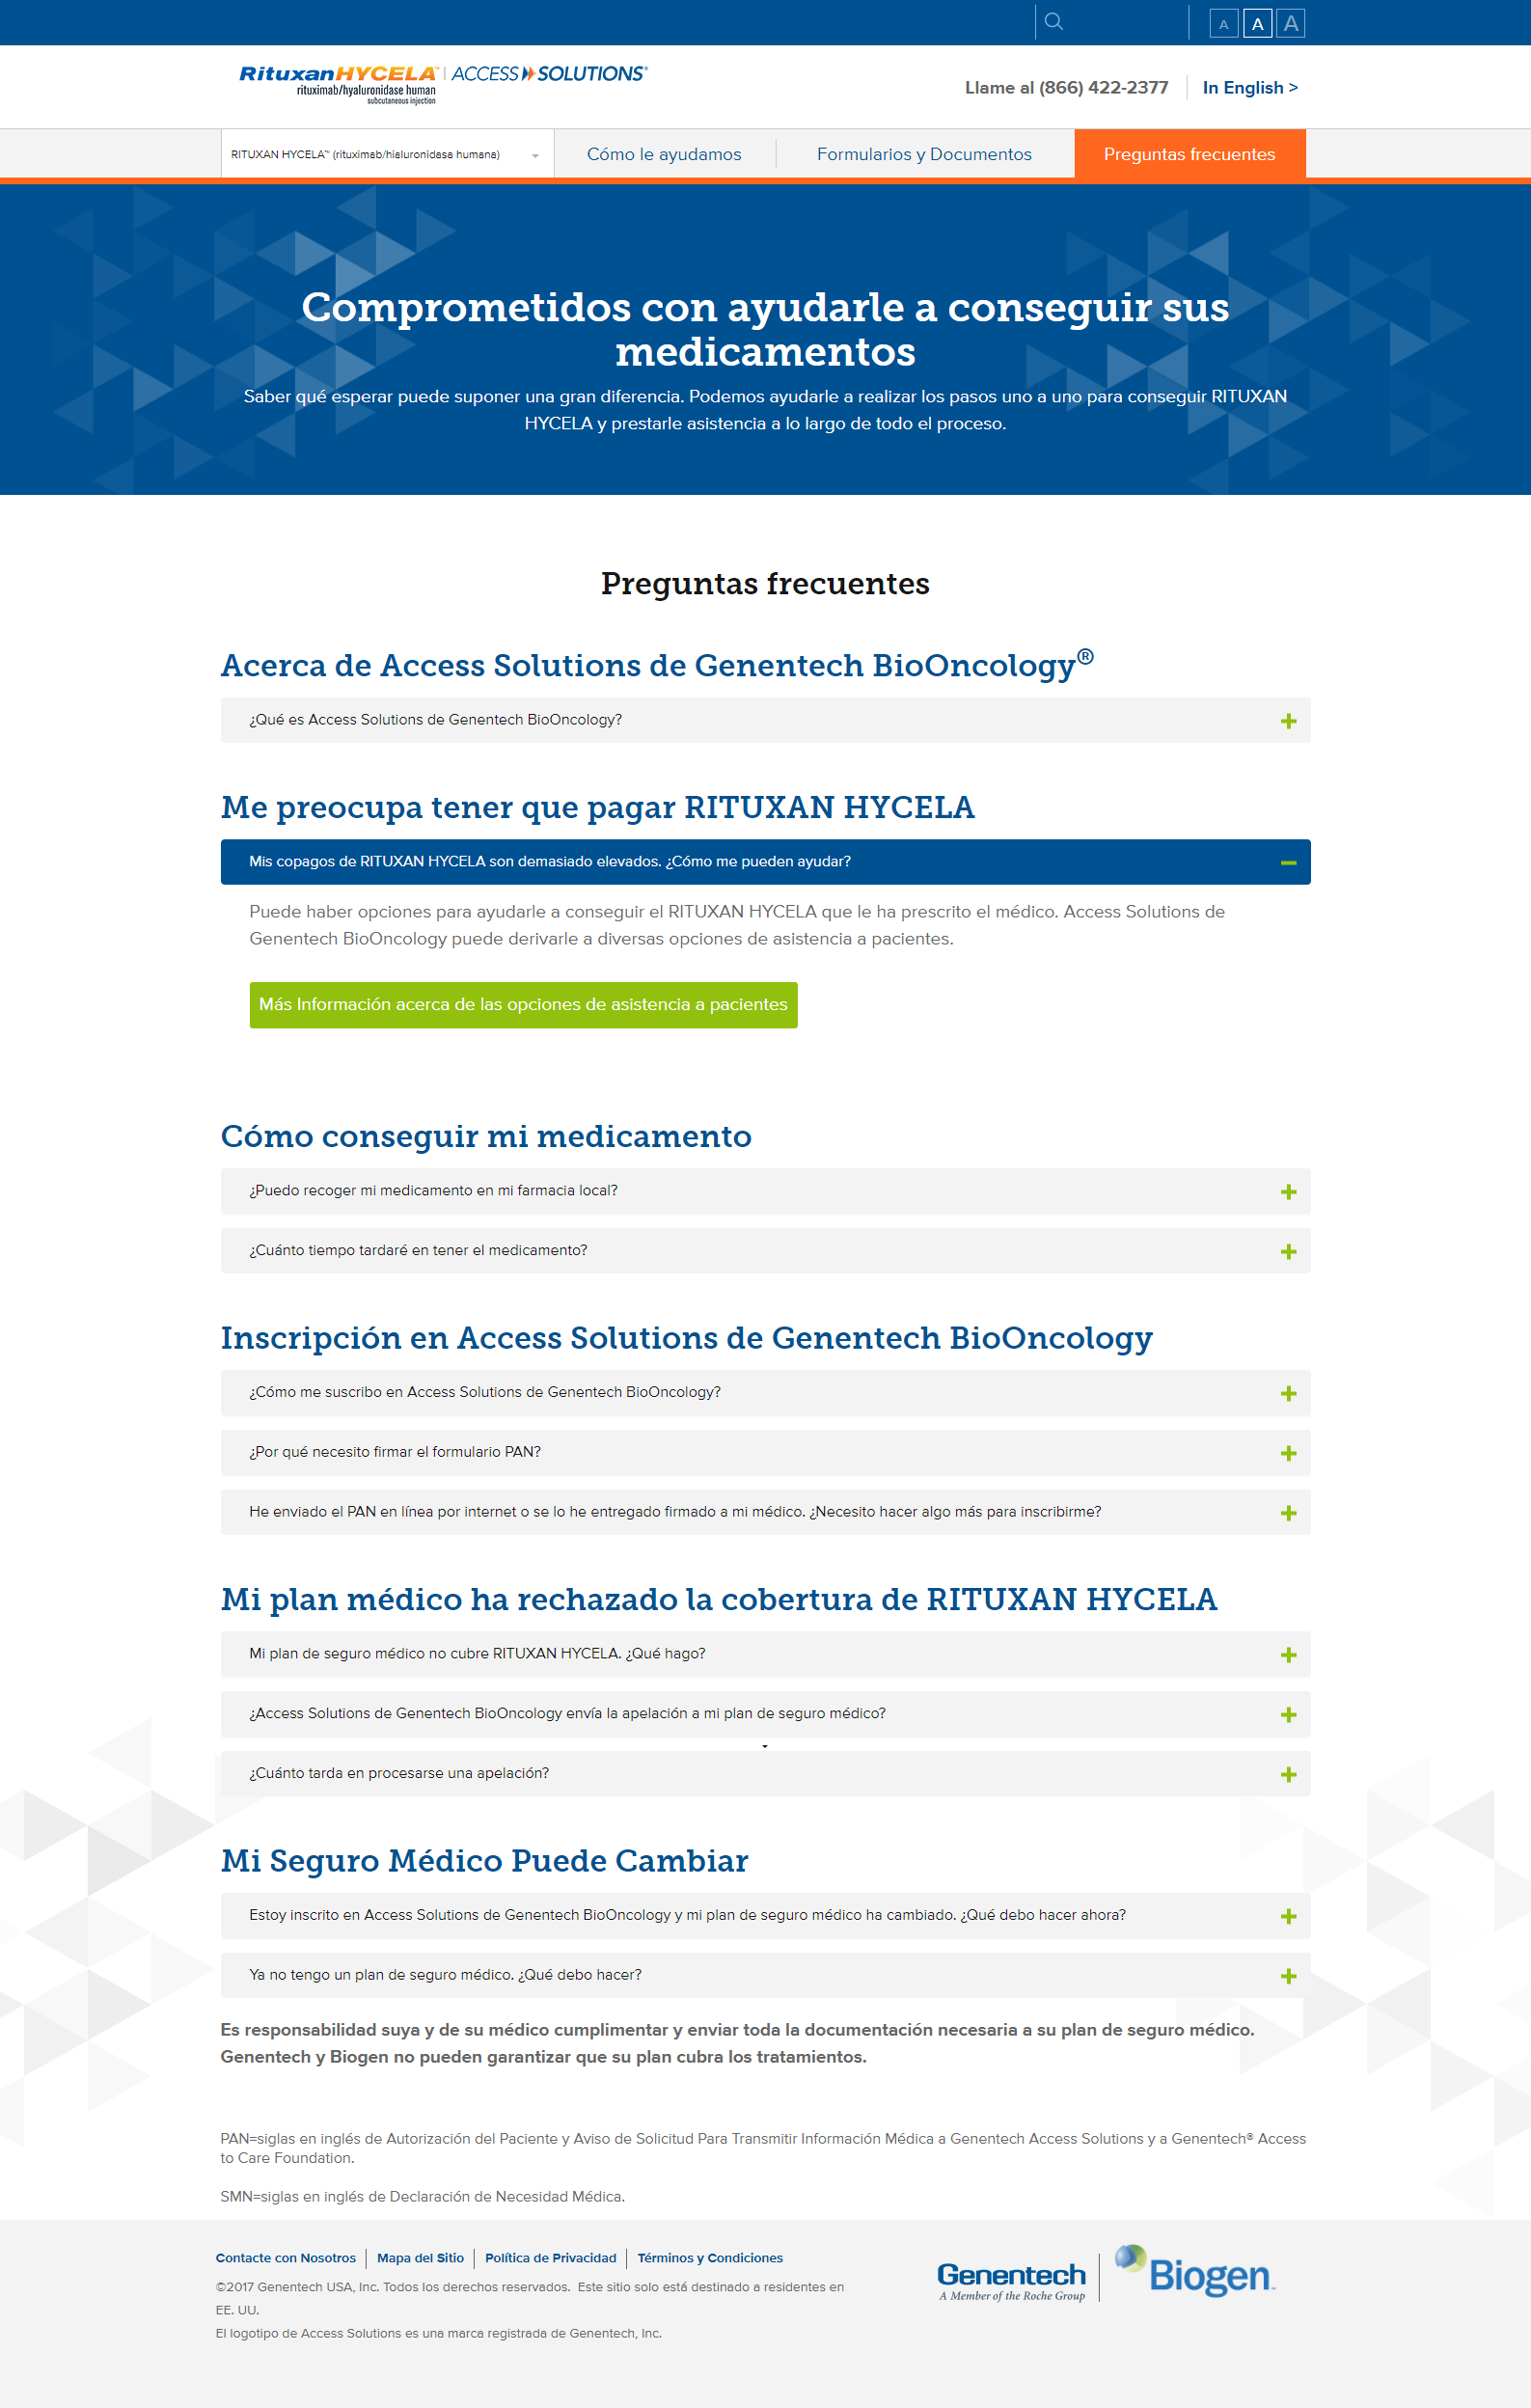 A A A
RituxanHYCELA™ | ACCESS SOLUTIONS®
rituximab/hyaluronidase human
subcutaneous injection
Llame al (866) 422-2377
In English >
RITUXAN HYCELA™ (rituximab/hialuronidasa humana)
Cómo le ayudamos
Formularios y Documentos
Preguntas frecuentes
Comprometidos con ayudarle a conseguir sus
medicamentos
Saber qué esperar puede suponer una gran diferencia. Podemos ayudarle a realizar los pasos uno a uno para conseguir RITUXAN
HYCELA y prestarle asistencia a lo largo de todo el proceso.
Preguntas frecuentes
Acerca de Access Solutions de Genentech BioOncology®
¿Qué es Access Solutions de Genentech BioOncology?
Me preocupa tener que pagar RITUXAN HYCELA
Mis copagos de RITUXAN HYCELA son demasiado elevados. ¿Cómo me pueden ayudar?
Puede haber opciones para ayudarle a conseguir el RITUXAN HYCELA que le ha prescrito el médico. Access Solutions de
Genentech BioOncology puede derivarle a diversas opciones de asistencia a pacientes.
Más Información acerca de las opciones de asistencia a pacientes
Cómo conseguir mi medicamento
¿Puedo recoger mi medicamento en mi farmacia local?
¿Cuánto tiempo tardaré en tener el medicamento?
Inscripción en Access Solutions de Genentech BioOncology
¿Cómo me suscribo en Access Solutions de Genentech BioOncology?
¿Por qué necesito firmar el formulario PAN?
He enviado el PAN en línea por internet o se lo he entregado firmado a mi médico. ¿Necesito hacer algo más para inscribirme?
Mi plan médico ha rechazado la cobertura de RITUXAN HYCELA
Mi plan de seguro médico no cubre RITUXAN HYCELA. ¿Qué hago?
¿Access Solutions de Genentech BioOncology envía la apelación a mi plan de seguro médico?
¿Cuánto tarda en procesarse una apelación?
Mi Seguro Médico Puede Cambiar
Estoy inscrito en Access Solutions de Genentech BioOncology y mi plan de seguro médico ha cambiado. ¿Qué debo hacer ahora?
Ya no tengo un plan de seguro médico. ¿Qué debo hacer?
Es responsabilidad suya y de su médico cumplimentar y enviar toda la documentación necesaria a su plan de seguro médico.
Genentech y Biogen no pueden garantizar que su plan cubra los tratamientos.
PAN=siglas en inglés de Autorización del Paciente y Aviso de Solicitud Para Transmitir Información Médica a Genentech Access Solutions y a Genentech® Access
to Care Foundation.
SMN=siglas en inglés de Declaración de Necesidad Médica.
Contacte con Nosotros | Mapa del Sitio | Política de Privacidad | Términos y Condiciones
©2017 Genentech USA, Inc. Todos los derechos reservados. Este sitio solo está destinado a residentes en
EE. UU.
El logotipo de Access Solutions es una marca registrada de Genentech, Inc.
Genentech
A Member of the Roche Group
Biogen™